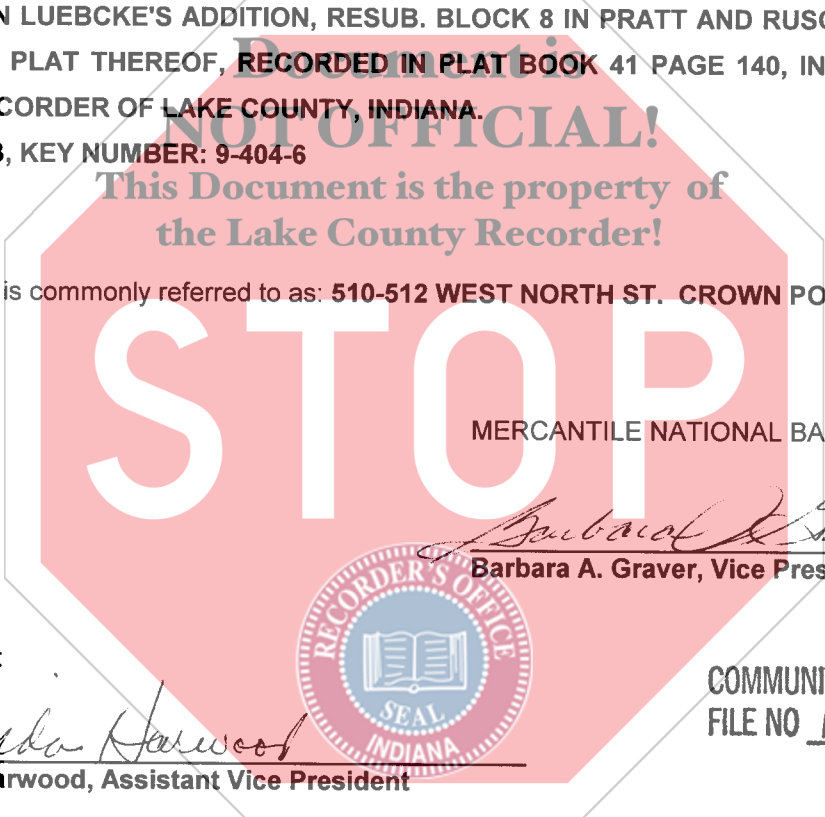 N LUEBCKE'S ADDITION, RESUB. BLOCK 8 IN PRATT AND RUSC
PLAT THEREOF, RECORDED IN PLAT BOOK 41 PAGE 140, IN
Document is
CORDER OF LAKE COUNTY, INDIANA.
NOT OFFICIAL!
, KEY NUMBER: 9-404-6
This Document is the property of
the Lake County Recorder!
is commonly referred to as: 510-512 WEST NORTH ST. CROWN PO
STOP
MERCANTILE NATIONAL BA
Barbara A. Graver, Vice Pres
RECORDER'S OFFICE
SEAL
INDIANA
COMMUNI
FILE NO
Harwood
arwood, Assistant Vice President